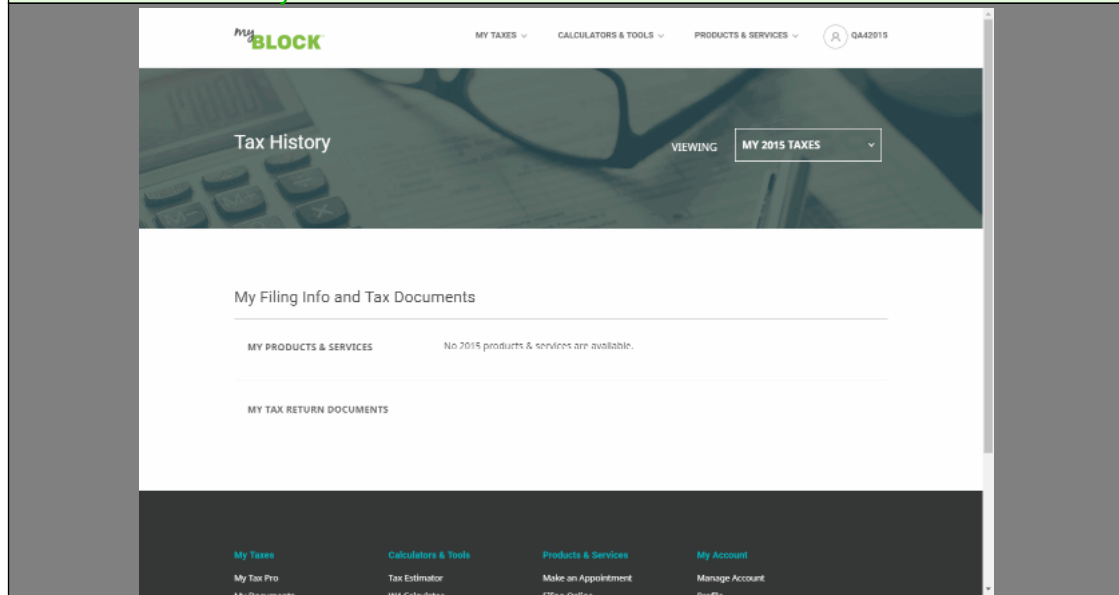 myBLOCK
MY TAXES CALCULATORS & TOOLS PRODUCTS & SERVICES QA42015
Tax History
VIEWING MY 2015 TAXES
My Filing Info and Tax Documents
MY PRODUCTS & SERVICES No 2015 products & services are available.
MY TAX RETURN DOCUMENTS
My Taxes Calculators & Tools Products & Services My Account
My Tax Pro Tax Estimator Make an Appointment Manage Account